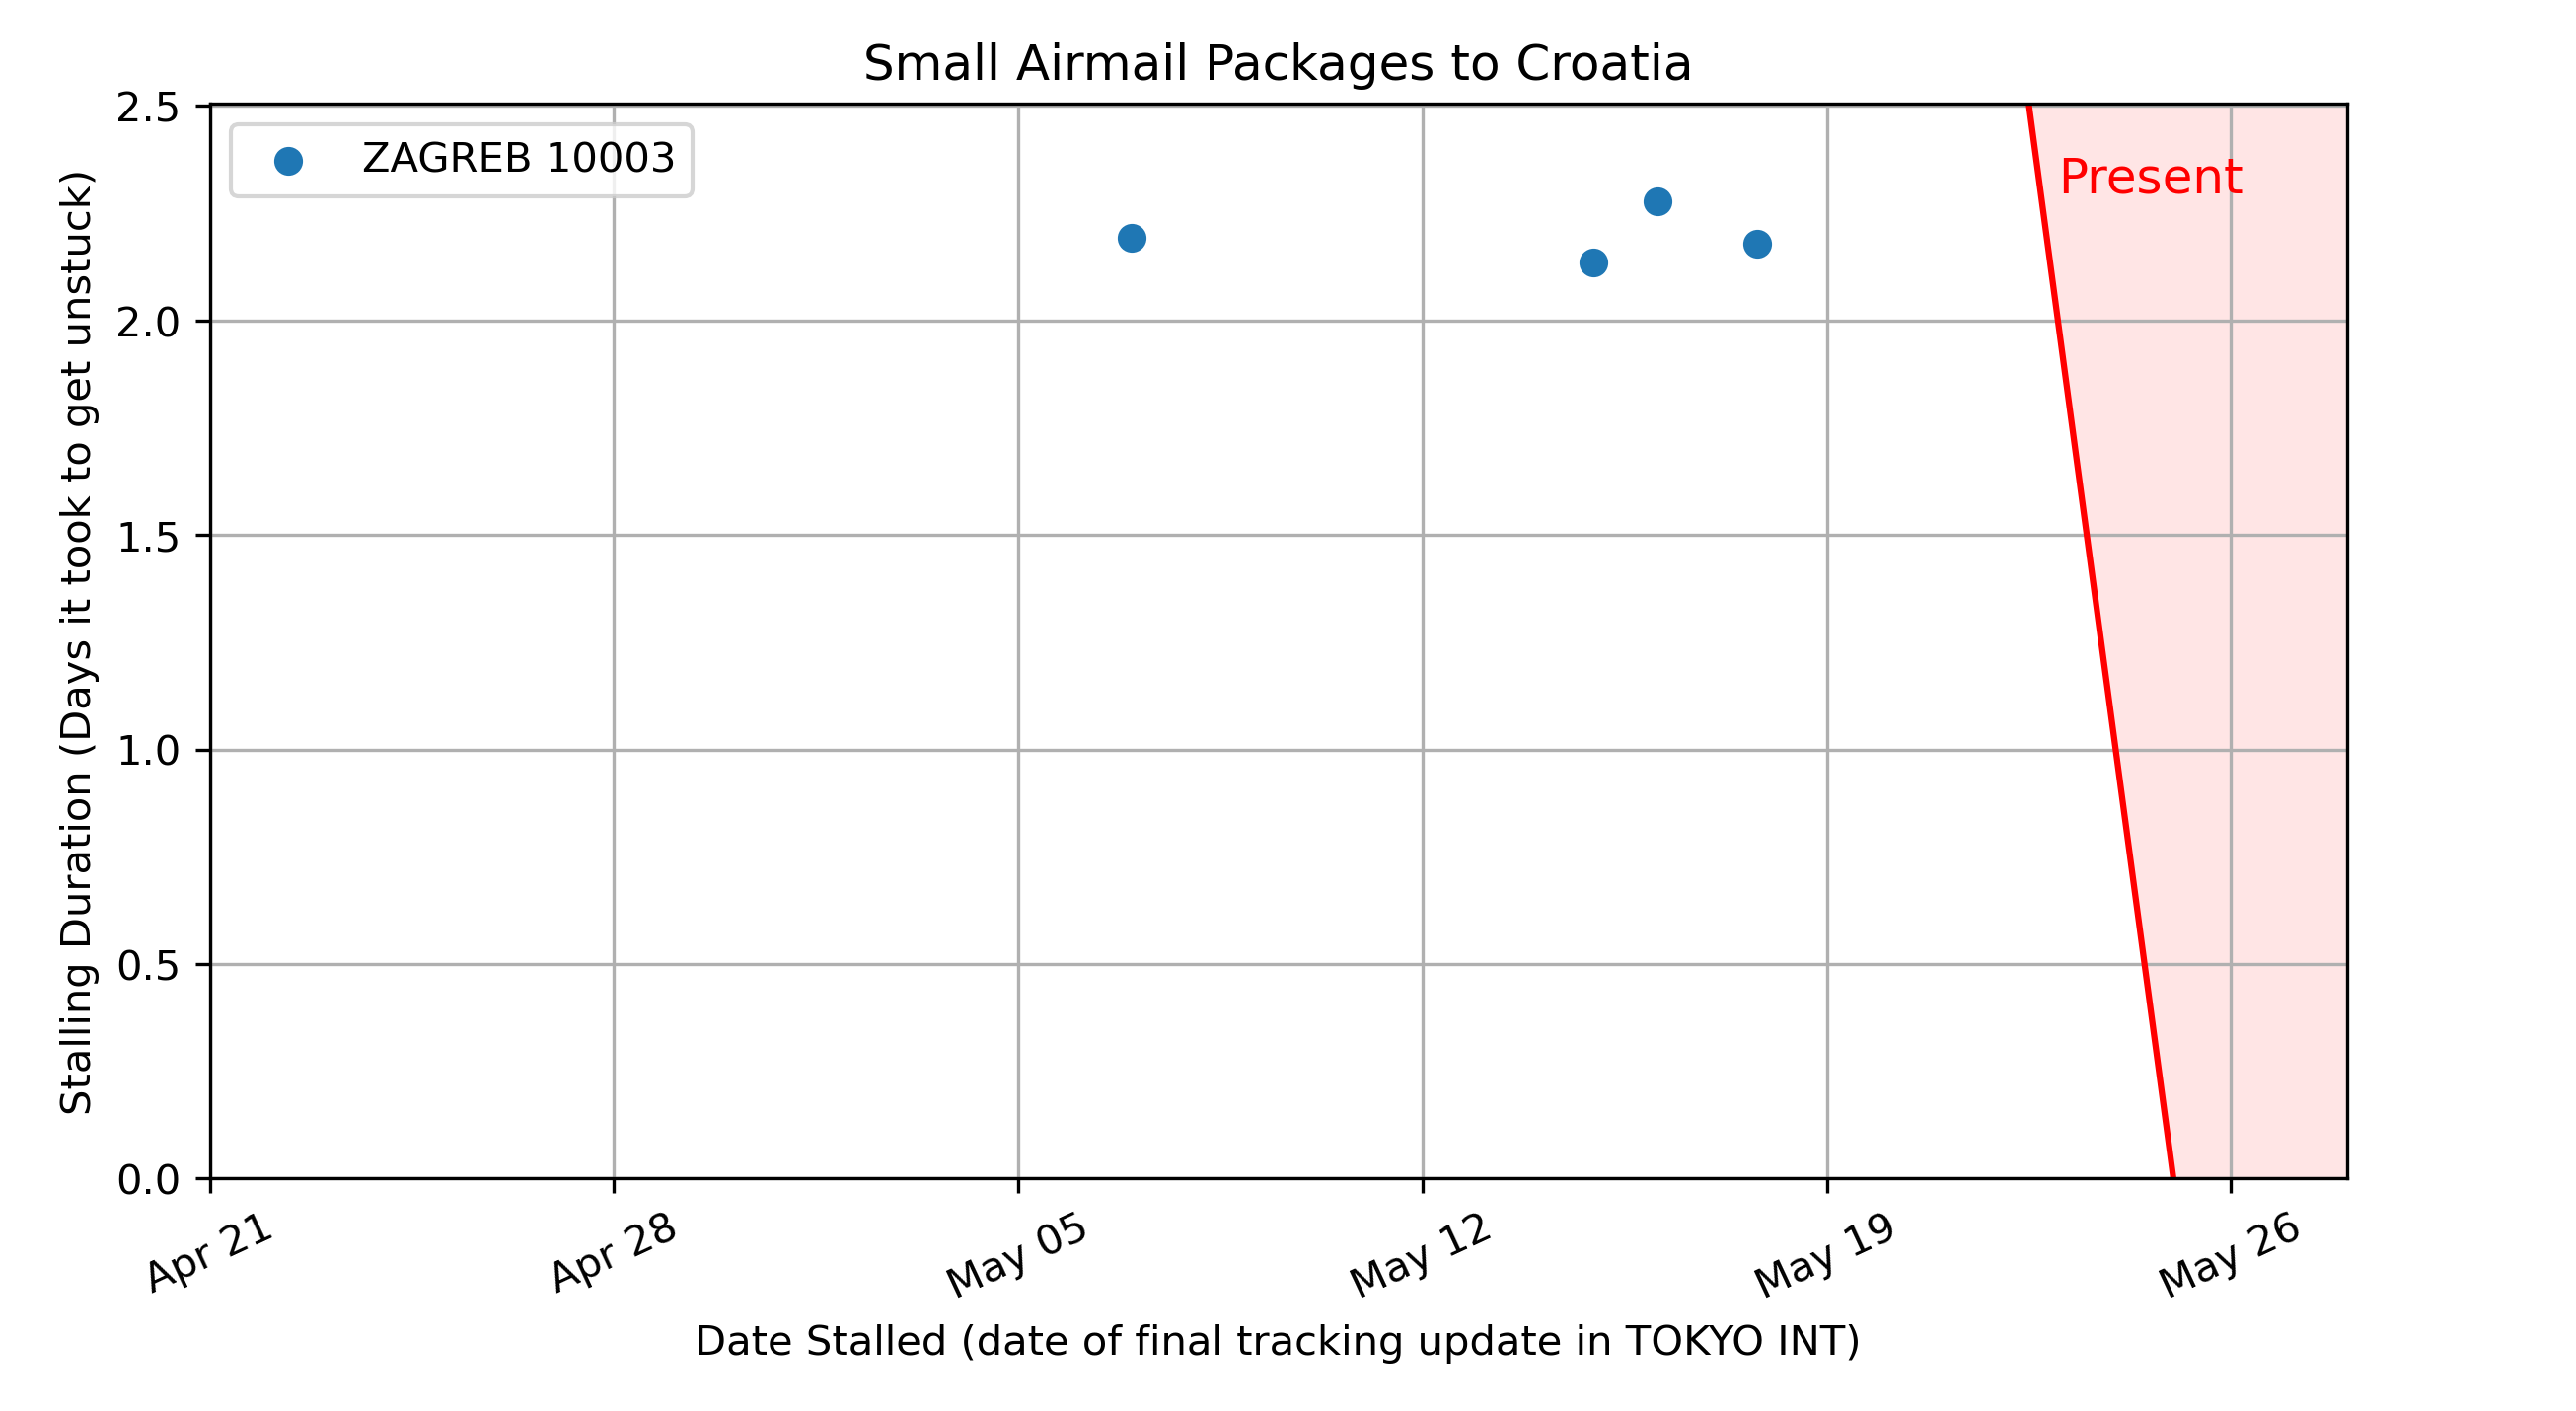 Small Airmail Packages to Croatia
Stalling Duration (Days it took to get unstuck)
2.5
2.0
1.5
1.0
0.5
0.0
ZAGREB 10003
Present
Apr 21
Apr 28
May 05
May 12
May 19
May 26
Date Stalled (date of final tracking update in TOKYO INT)